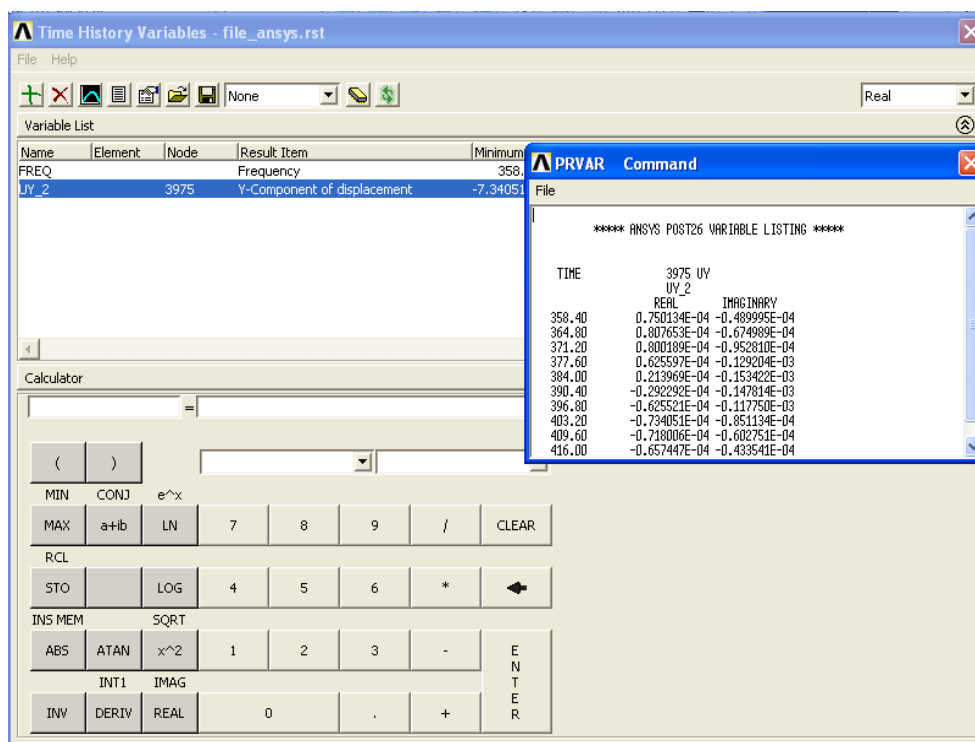 Time History Variables - file_ansys.rst
File Help
None Real
Variable List
Name Element Node Result Item Minimum
FREQ Frequency 358.
UY_2 3975 Y-Component of displacement -7.34051
PRVAR Command
File
***** ANSYS POST26 VARIABLE LISTING *****
TIME 3975 UY
UY_2
REAL IMAGINARY
358.40 0.750134E-04 -0.489995E-04
364.80 0.807653E-04 -0.674989E-04
371.20 0.800189E-04 -0.952810E-04
377.60 0.625597E-04 -0.129204E-03
384.00 0.213969E-04 -0.153422E-03
390.40 -0.292292E-04 -0.147814E-03
396.80 -0.625521E-04 -0.117750E-03
403.20 -0.734051E-04 -0.851134E-04
409.60 -0.718006E-04 -0.602751E-04
416.00 -0.657447E-04 -0.433541E-04
Calculator
=
( )
MIN CONJ e^x
MAX a+ib LN 7 8 9 / CLEAR
RCL
STO LOG 4 5 6 *
INS MEM SQRT
ABS ATAN x^2 1 2 3 - ENTER
INT1 IMAG
INV DERIV REAL 0 . +